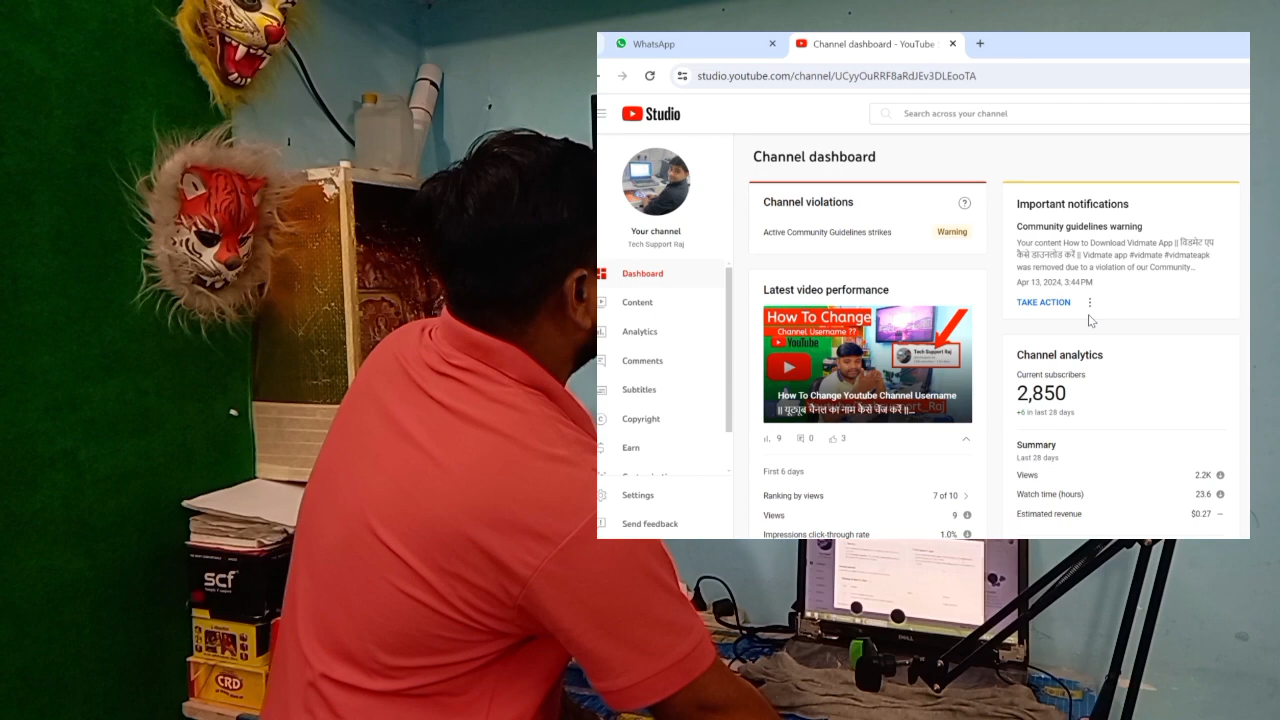 WhatsApp
Channel dashboard - YouTube
studio.youtube.com/channel/UCyyOuRRF8aRdJEv3DLEooTA
Studio
Search across your channel
Your channel
Tech Support Raj
Dashboard
Content
Analytics
Comments
Subtitles
Copyright
Earn
Settings
Send feedback
Channel dashboard
Channel violations
Active Community Guidelines strikes
Warning
Latest video performance
How To Change
Channel Username ??
YouTube
Tech Support Raj
How To Change Youtube Channel Username
|| यूट्यूब चैनल का नाम कैसे चेंज करें ||...
9 0 3
First 6 days
Ranking by views 7 of 10
Views 9
Impressions click-through rate 1.0%
Important notifications
Community guidelines warning
Your content How to Download Vidmate App || विडमेट एप
कैसे डाउनलोड करें || Vidmate app #vidmate #vidmateapk
was removed due to a violation of our Community...
Apr 13, 2024, 3:44 PM
TAKE ACTION
Channel analytics
Current subscribers
2,850
+6 in last 28 days
Summary
Last 28 days
Views 2.2K
Watch time (hours) 23.6
Estimated revenue $0.27 —
scf
CRD
DELL